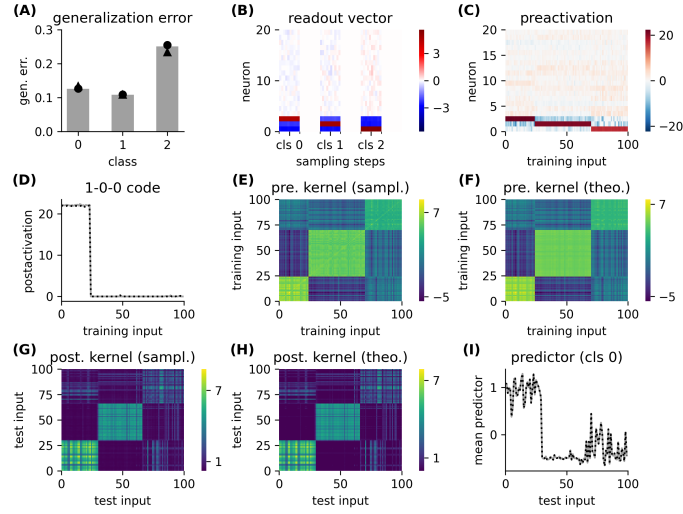 (A) generalization error
gen. err.
0.3
0.2
0.1
0.0
0 1 2
class
(B) readout vector
neuron
20
10
0
cls 0 cls 1 cls 2
sampling steps
3
0
−3
(C) preactivation
neuron
20
15
10
5
0
0 50 100
training input
20
0
−20
(D) 1-0-0 code
postactivation
20
10
0
0 50 100
training input
(E) pre. kernel (sampl.)
training input
100
75
50
25
0
0 50 100
training input
7
−5
(F) pre. kernel (theo.)
training input
100
75
50
25
0
0 50 100
training input
7
−5
(G) post. kernel (sampl.)
test input
100
75
50
25
0
0 50 100
test input
7
1
(H) post. kernel (theo.)
test input
100
75
50
25
0
0 50 100
test input
7
1
(I) predictor (cls 0)
mean predictor
1
0
0 50 100
test input